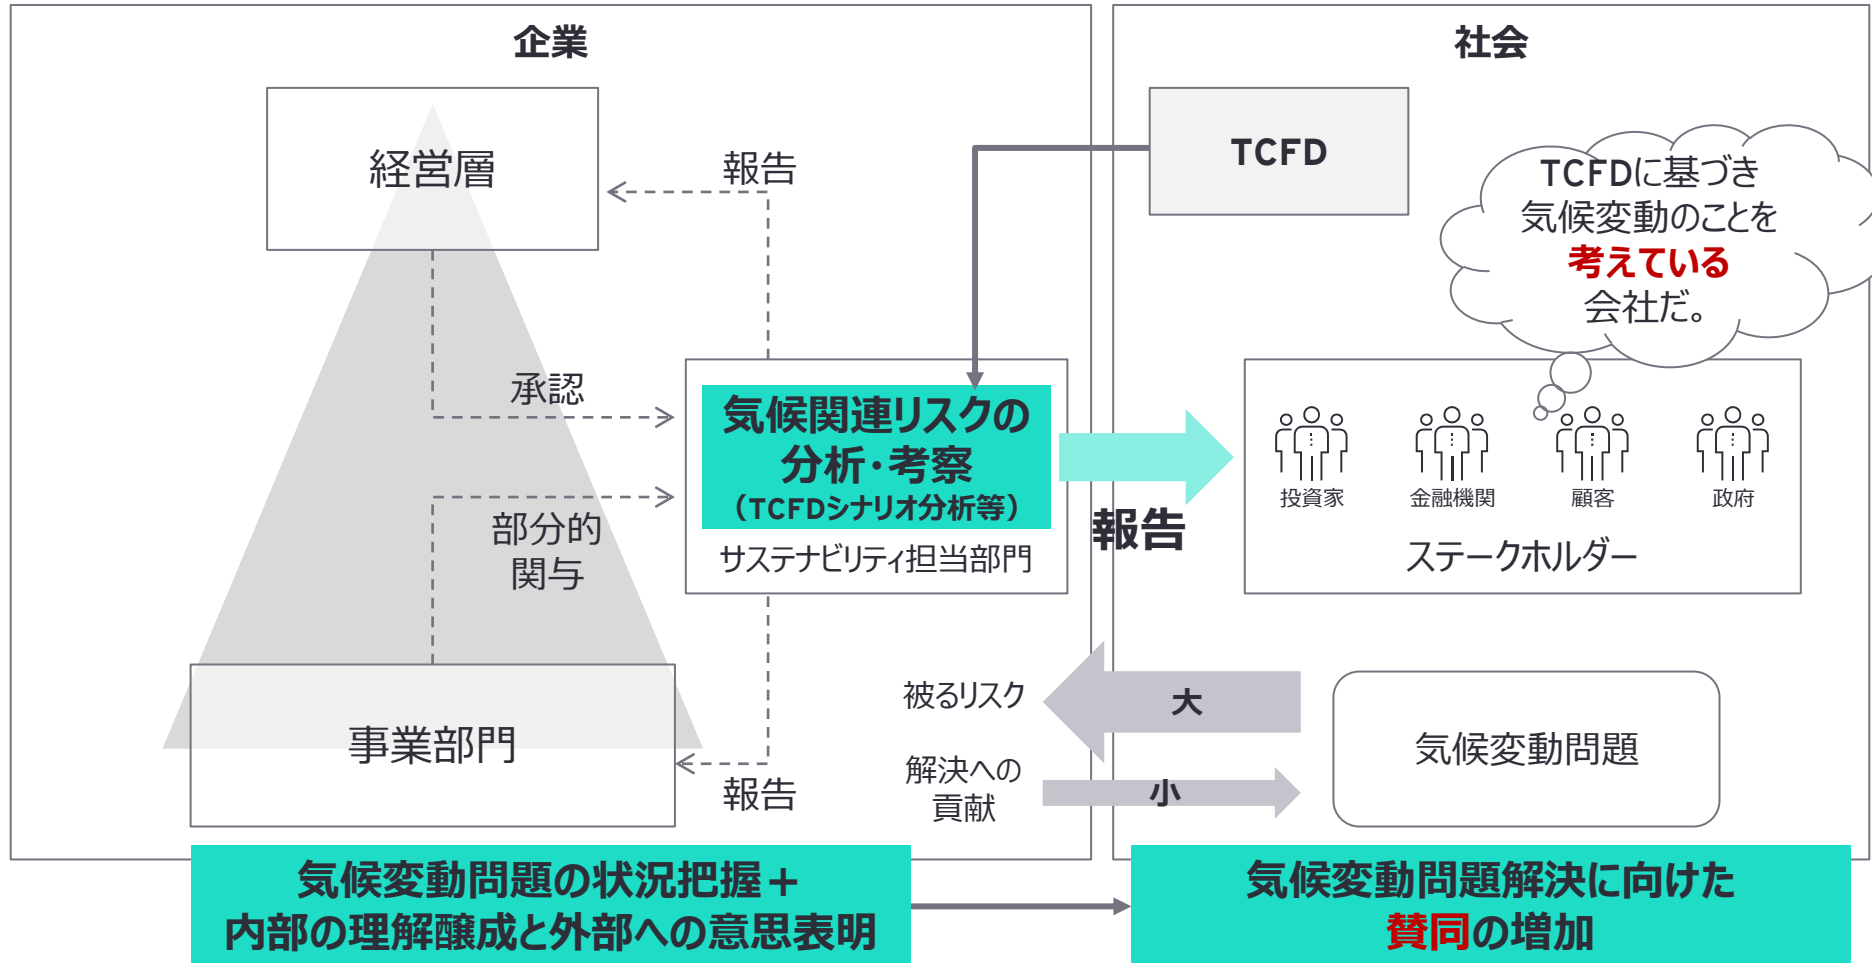 企業
社会
経営層
報告
TCFD
TCFDに基づき
気候変動のことを
考えている
会社だ。
承認
気候関連リスクの
分析・考察
（TCFDシナリオ分析等）
サステナビリティ担当部門
部分的
関与
報告
投資家
金融機関
顧客
政府
ステークホルダー
事業部門
報告
被るリスク
大
解決への
貢献
小
気候変動問題
気候変動問題の状況把握＋
内部の理解醸成と外部への意思表明
気候変動問題解決に向けた
賛同の増加